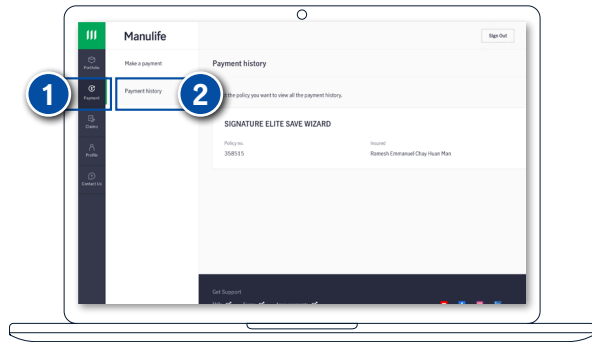 Manulife
Sign Out
Portfolio
Make a payment
Payment history
1
Payment
Payment history
2
the policy you want to view all the payment history.
Claims
SIGNATURE ELITE SAVE WIZARD
Policy no.
Insured
358515
Ramesh Emmanuel Chay Huan Man
Profile
Contact Us
Get Support